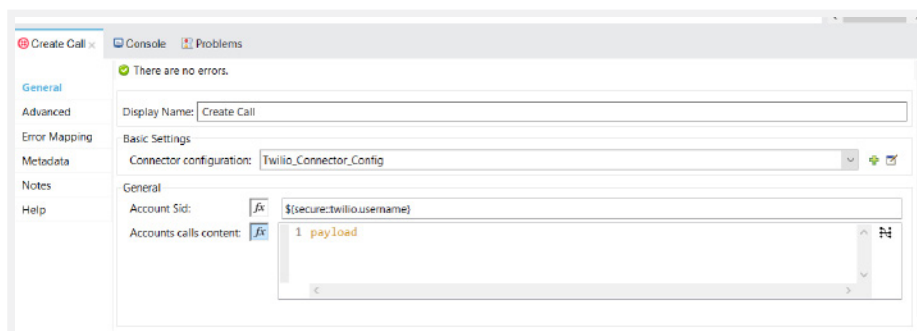 Create Call Console Problems
There are no errors.
General
Advanced
Display Name: Create Call
Error Mapping
Basic Settings
Metadata
Connector configuration: Twilio_Connector_Config
Notes
General
Help
Account Sid: fx ${secure::twilio.username}
Accounts calls content: fx 1 payload